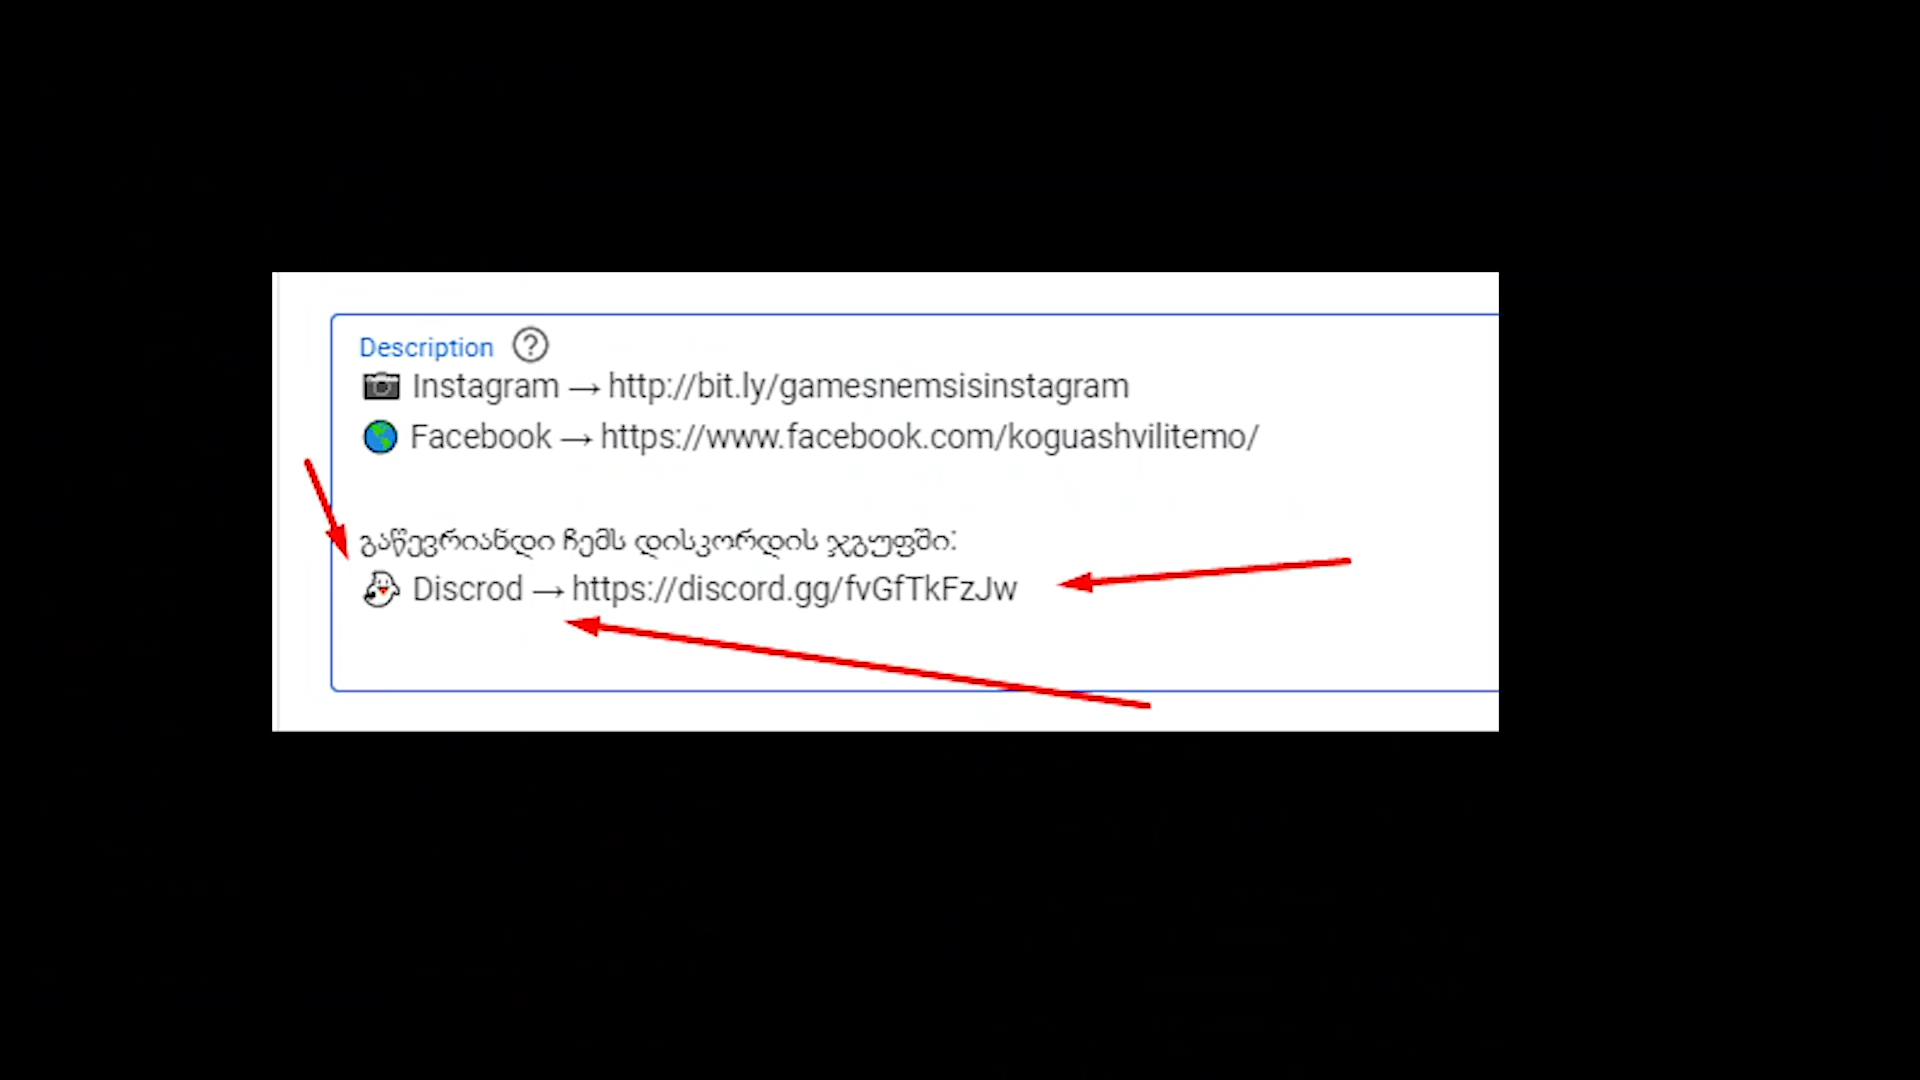 Description
Instagram → http://bit.ly/gamesnemsisinstagram
Facebook → https://www.facebook.com/koguashvilitemo/
გაწევრიანდი ჩემს დისკორდის ჯგუფში:
Discrod → https://discord.gg/fvGfTkFzJw